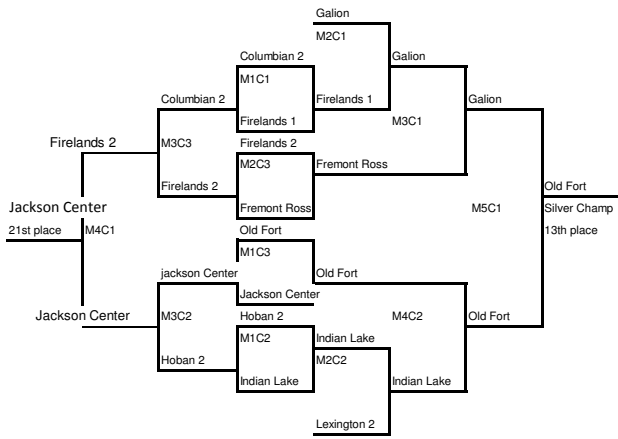 Galion
M2C1
Columbian 2
Galion
M1C1
Columbian 2
Firelands 1
Galion
Firelands 1
M3C1
Firelands 2
M3C3
Firelands 2
M2C3
Fremont Ross
Firelands 2
Old Fort
Jackson Center
Fremont Ross
M5C1
Silver Champ
21st place
M4C1
Old Fort
13th place
M1C3
jackson Center
Old Fort
Jackson Center
Jackson Center
M3C2
Hoban 2
M4C2
Old Fort
M1C2
Indian Lake
Hoban 2
M2C2
Indian Lake
Indian Lake
Lexington 2